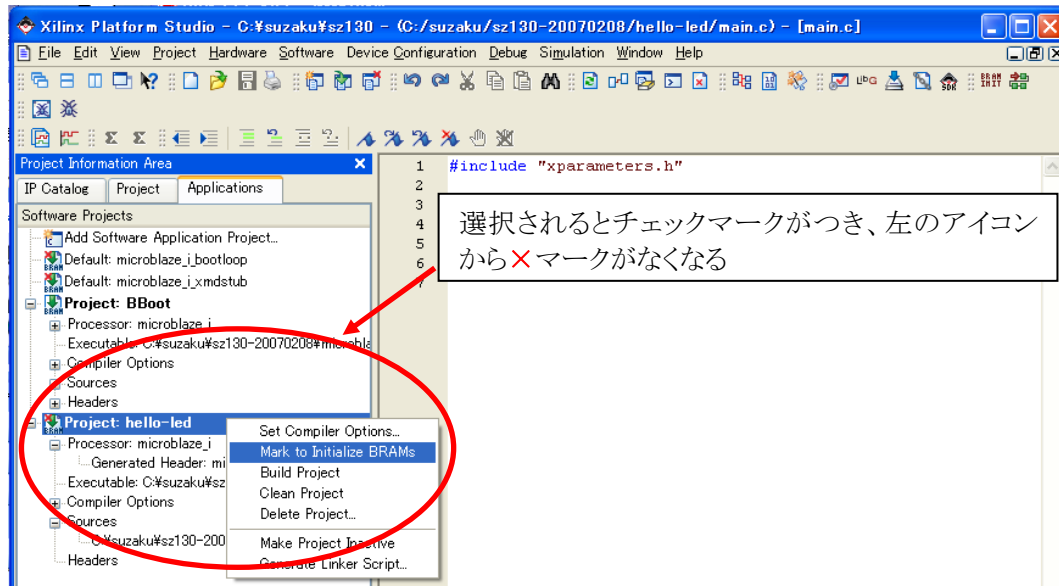 Xilinx Platform Studio - C:¥suzaku¥sz130 - (C:/suzaku/sz130-20070208/hello-led/main.c) - [main.c]
File Edit View Project Hardware Software Device Configuration Debug Simulation Window Help
Project Information Area
IP Catalog Project Applications
Software Projects
Add Software Application Project...
Default: microblaze_i_bootloop
Default: microblaze_i_xmdstub
Project: BBoot
Processor: microblaze_i
Executable: C:¥suzaku¥sz130-20070208¥microbla
Compiler Options
Sources
Headers
Project: hello-led
Processor: microblaze_i
Generated Header: mi
Executable: C:¥suzaku¥sz
Compiler Options
Sources
C:¥suzaku¥sz130-200
Headers
Set Compiler Options...
Mark to Initialize BRAMs
Build Project
Clean Project
Delete Project...
Make Project Inactive
Generate Linker Script...
1 #include "xparameters.h"
2
3
4
5
6
7
選択されるとチェックマークがつき、左のアイコン
から×マークがなくなる